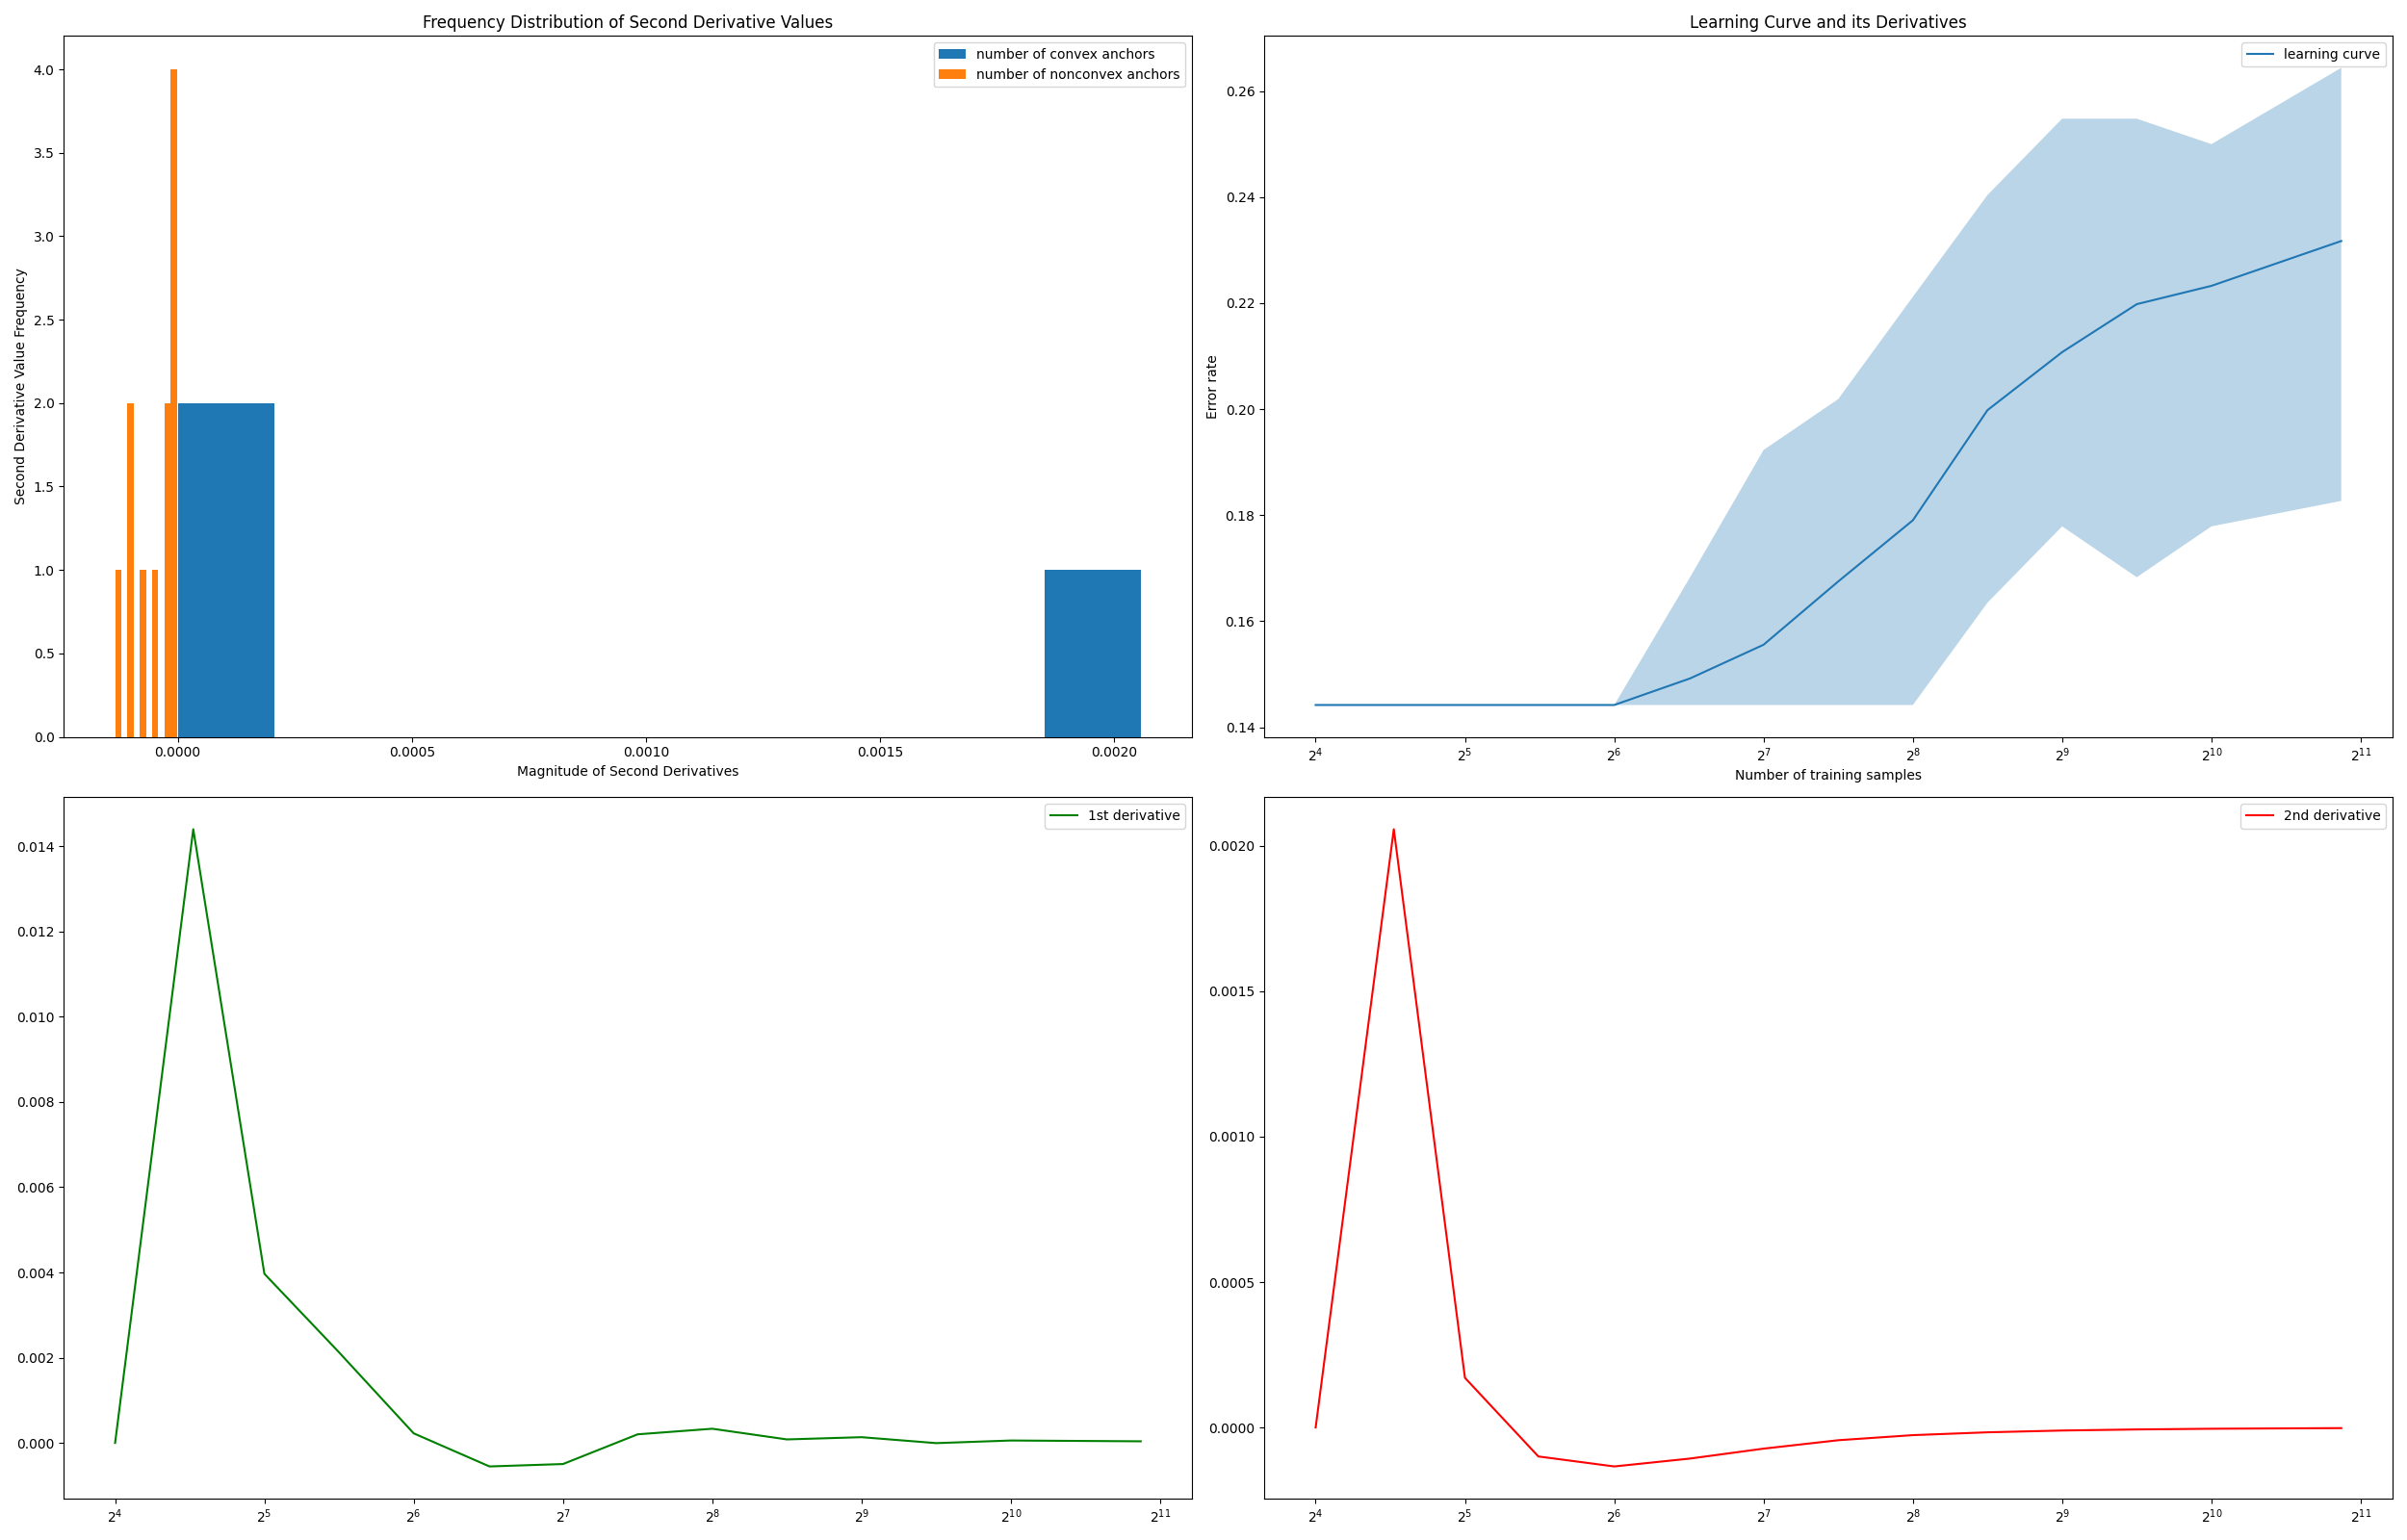 Frequency Distribution of Second Derivative Values
number of convex anchors
number of nonconvex anchors
Second Derivative Value Frequency
4.0
3.5
3.0
2.5
2.0
1.5
1.0
0.5
0.0
0.0000 0.0005 0.0010 0.0015 0.0020
Magnitude of Second Derivatives
Learning Curve and its Derivatives
learning curve
Error rate
0.26
0.24
0.22
0.20
0.18
0.16
0.14
2^4 2^5 2^6 2^7 2^8 2^9 2^10 2^11
Number of training samples
1st derivative
0.014
0.012
0.010
0.008
0.006
0.004
0.002
0.000
2^4 2^5 2^6 2^7 2^8 2^9 2^10 2^11
2nd derivative
0.0020
0.0015
0.0010
0.0005
0.0000
2^4 2^5 2^6 2^7 2^8 2^9 2^10 2^11